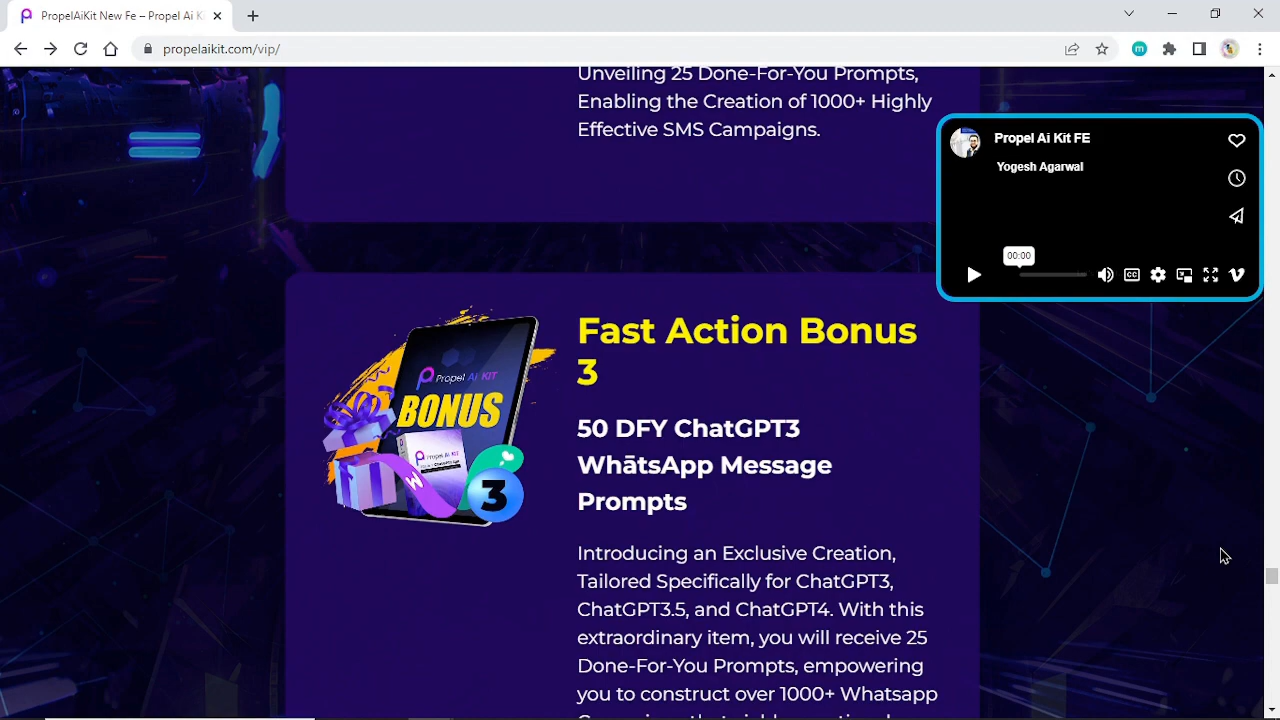 PropelAiKit New Fe -- Propel Ai K
propelaikit.com/vip/
m
Unveiling 25 Done-For-You Prompts,
Enabling the Creation of 1000+ Highly
Effective SMS Campaigns.
Propel Ai Kit FE
Yogesh Agarwal
00:00
CC
Fast Action Bonus
3
Propel Ai KIT
BONUS
Propel Ai KIT
3
50 DFY ChatGPT3
WhātsApp Message
Prompts
Introducing an Exclusive Creation,
Tailored Specifically for ChatGPT3,
ChatGPT3.5, and ChatGPT4. With this
extraordinary item, you will receive 25
Done-For-You Prompts, empowering
you to construct over 1000+ Whatsapp